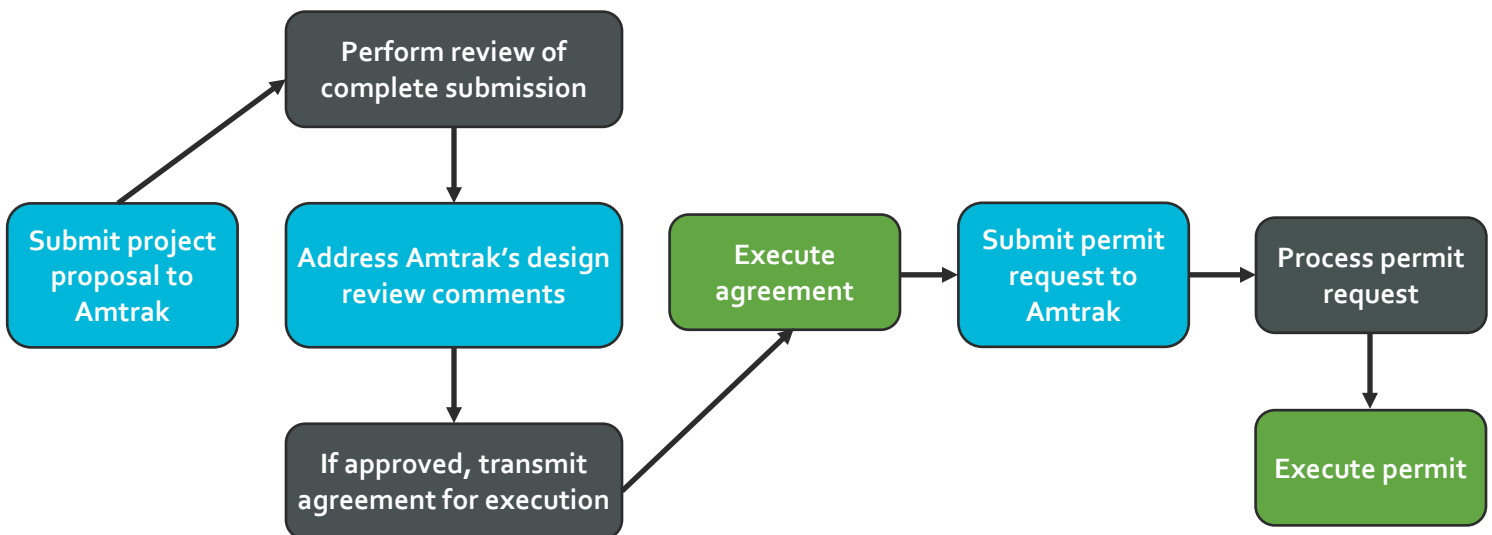 Perform review of
complete submission
Submit project
proposal to
Amtrak
Address Amtrak’s design
review comments
If approved, transmit
agreement for execution
Execute
agreement
Submit permit
request to
Amtrak
Process permit
request
Execute permit